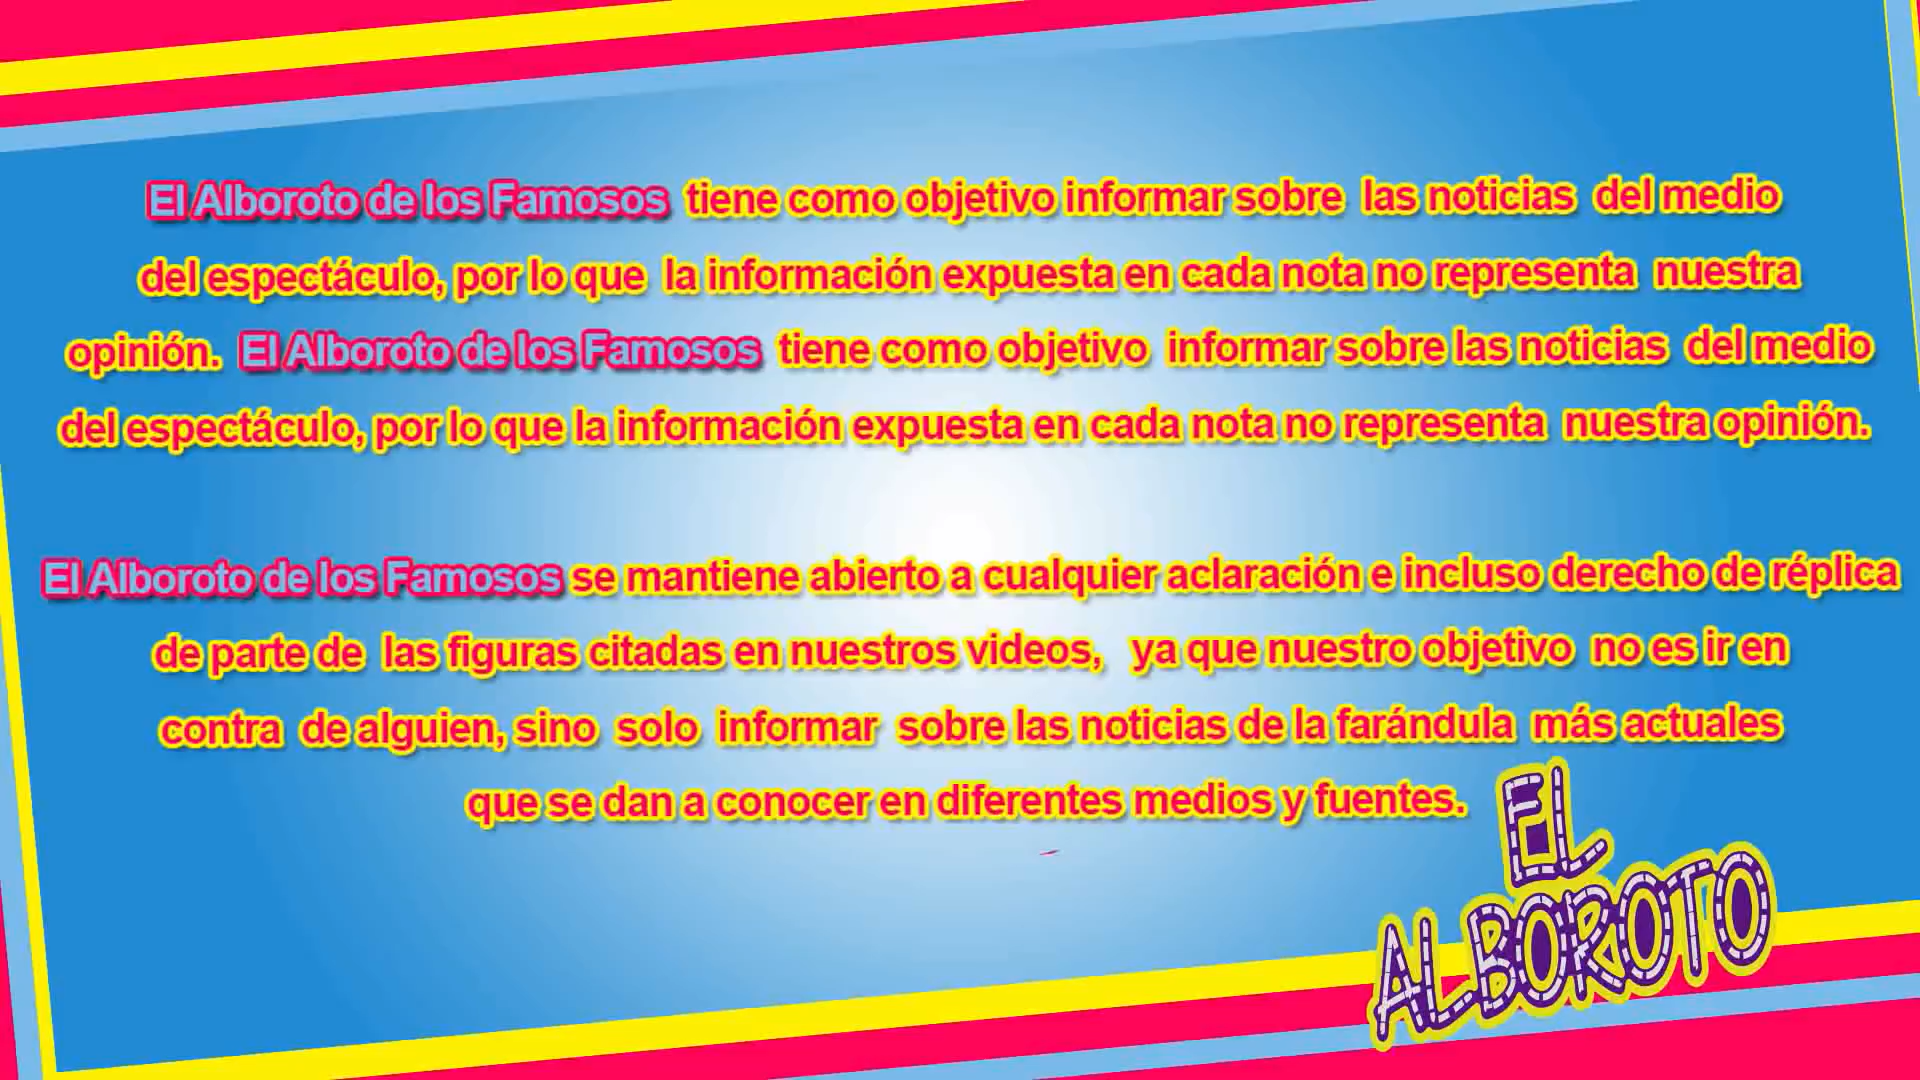 El Alboroto de los Famosos tiene como objetivo informar sobre las noticias del medio
del espectáculo, por lo que la información expuesta en cada nota no representa nuestra
opinión. El Alboroto de los Famosos tiene como objetivo informar sobre las noticias del medio
del espectáculo, por lo que la información expuesta en cada nota no representa nuestra opinión.
El Alboroto de los Famosos se mantiene abierto a cualquier aclaración e incluso derecho de réplica
de parte de las figuras citadas en nuestros videos, ya que nuestro objetivo no es ir en
contra de alguien, sino solo informar sobre las noticias de la farándula más actuales
que se dan a conocer en diferentes medios y fuentes.
EL
ALBOROTO